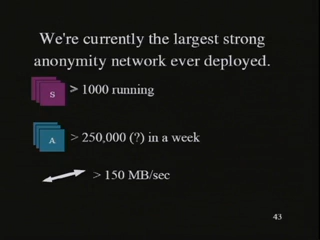 We're currently the largest strong
anonymity network ever deployed.
S
> 1000 running
A
> 250,000 (?) in a week
> 150 MB/sec
43